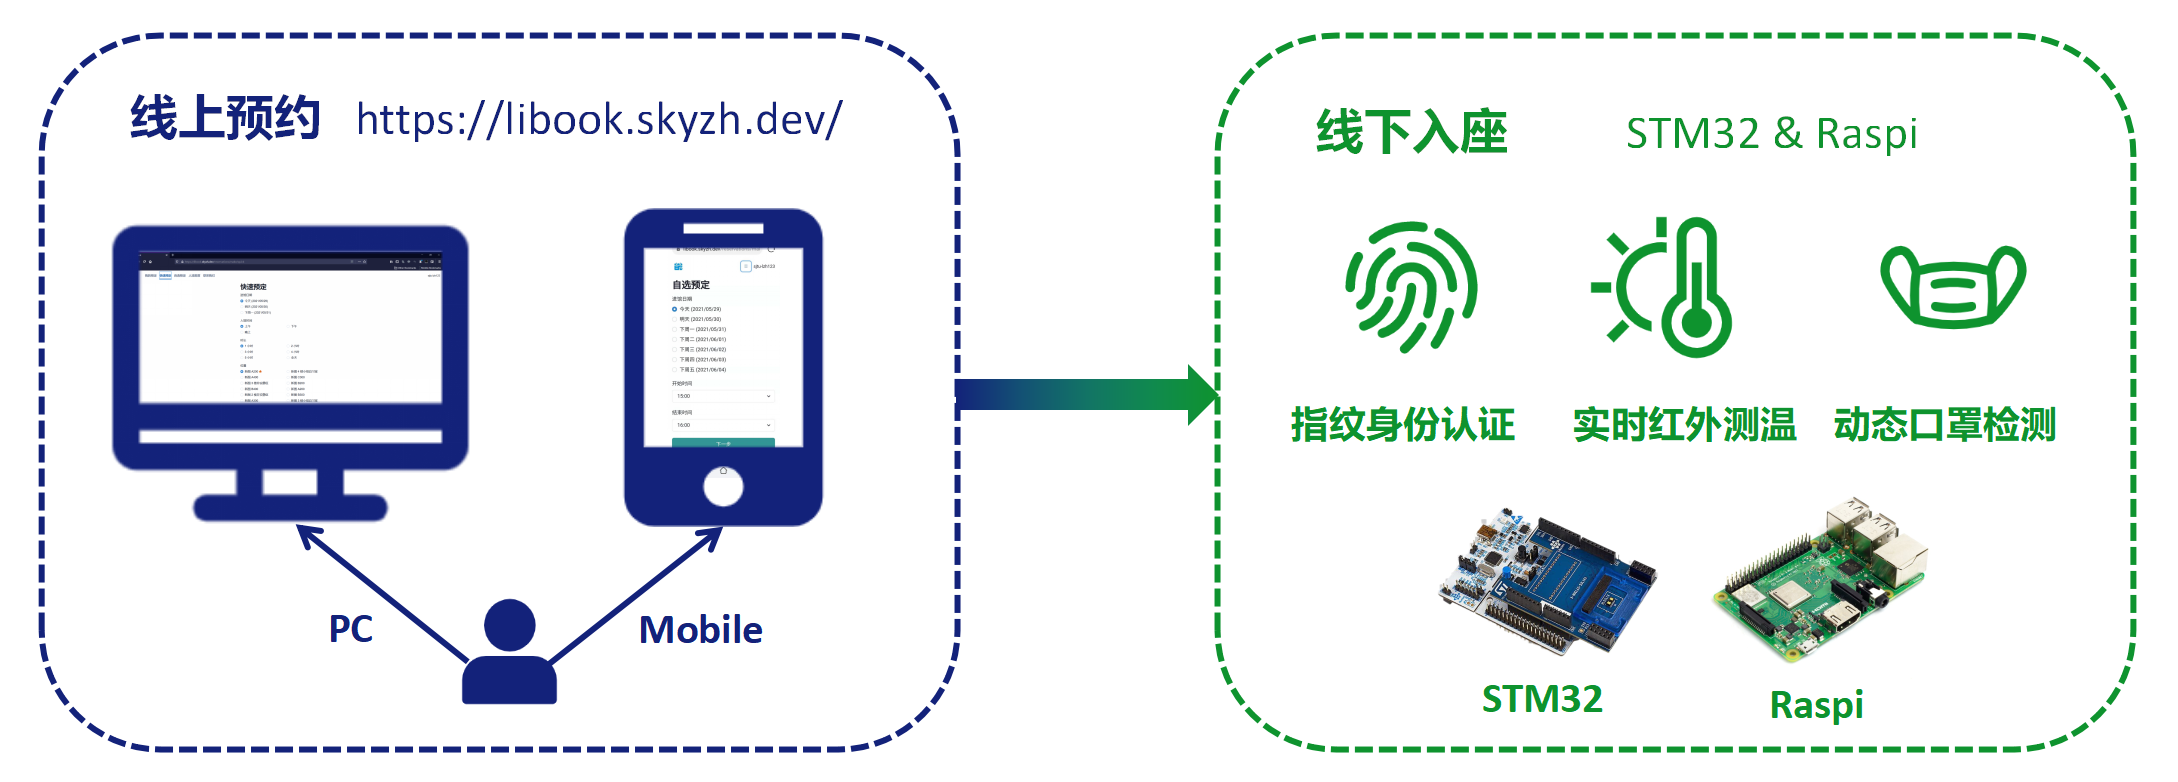 线上预约 https://libook.skyzh.dev/
快速预定
自选预定
进馆日期
今天 (2021/05/29)
明天 (2021/05/30)
下周一 (2021/05/31)
下周二 (2021/06/01)
下周三 (2021/06/02)
下周四 (2021/06/03)
下周五 (2021/06/04)
开始时间
15:00
结束时间
16:00
下一步
PC
Mobile
线下入座 STM32 & Raspi
指纹身份认证 实时红外测温 动态口罩检测
STM32
Raspi